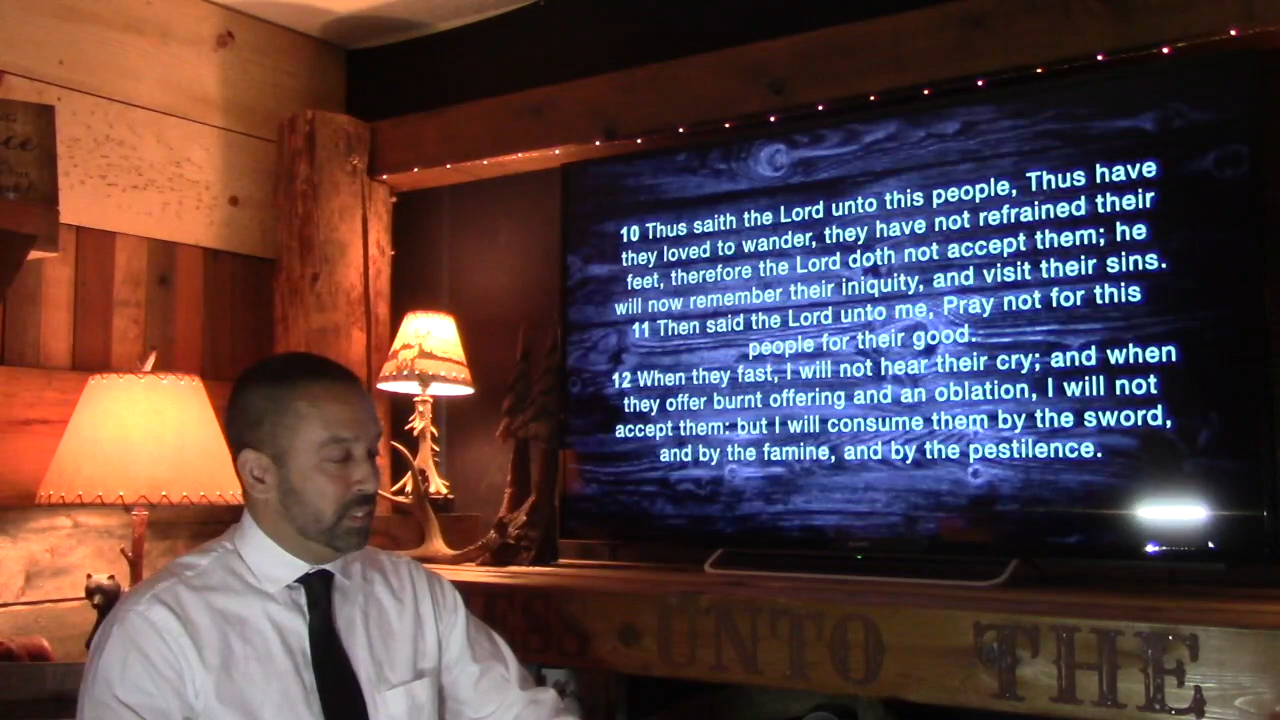 10 Thus saith the Lord unto this people, Thus have
they loved to wander, they have not refrained their
feet, therefore the Lord doth not accept them; he
will now remember their iniquity, and visit their sins.
11 Then said the Lord unto me, Pray not for this
people for their good.
12 When they fast, I will not hear their cry; and when
they offer burnt offering and an oblation, I will not
accept them: but I will consume them by the sword,
and by the famine, and by the pestilence.
ESS • UNTO THE